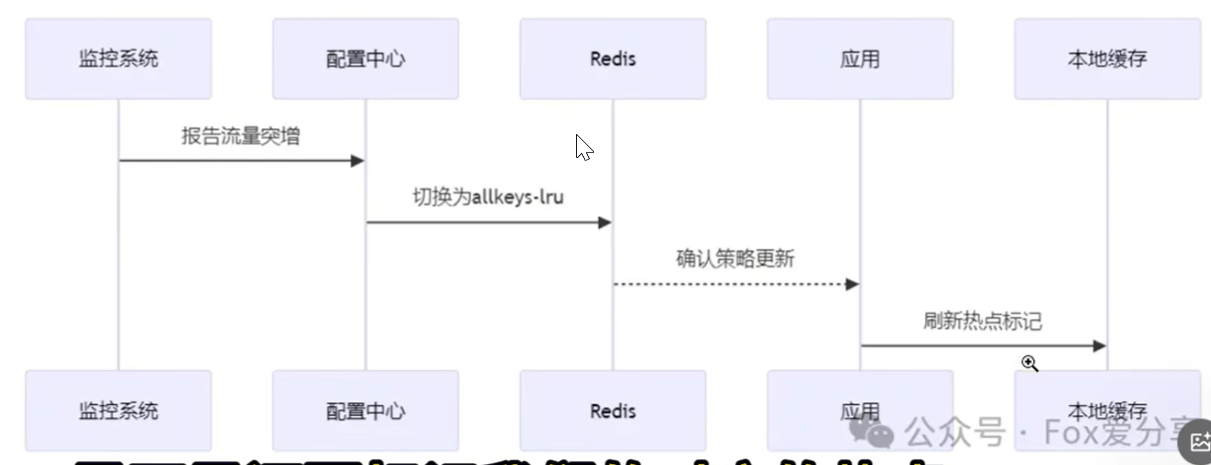 监控系统 配置中心 Redis 应用 本地缓存
报告流量突增
切换为allkeys-lru
确认策略更新
刷新热点标记
监控系统 配置中心 Redis 应用 本地缓存
公众号 · Fox爱分享